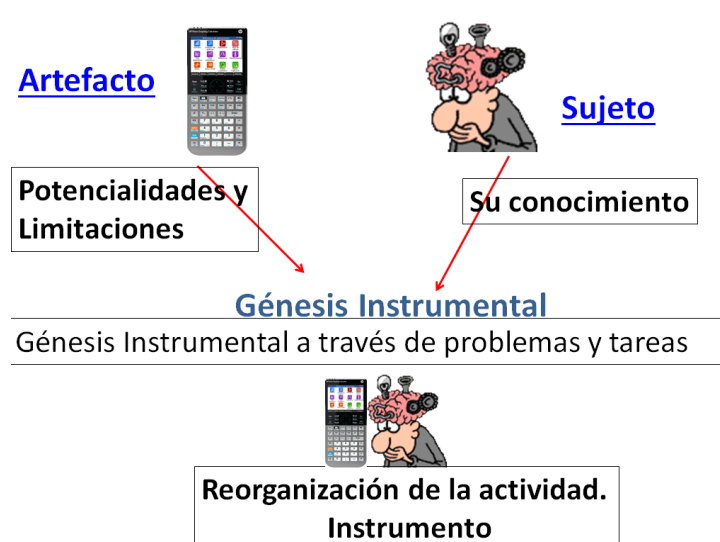 Artefacto
Sujeto
Potencialidades y
Limitaciones
Su conocimiento
Génesis Instrumental
Génesis Instrumental a través de problemas y tareas
Reorganización de la actividad.
Instrumento